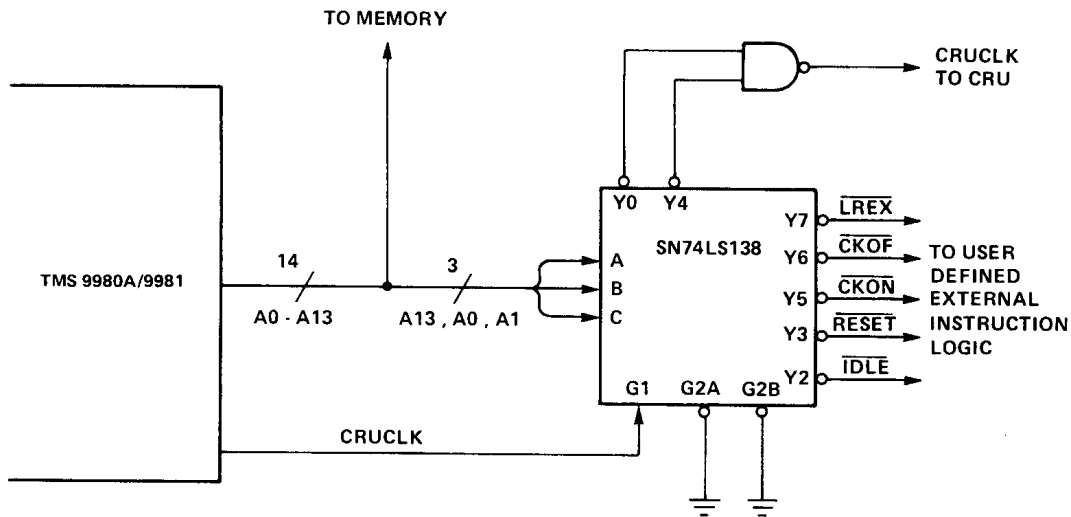 TO MEMORY
CRUCLK
TO CRU
Y0 Y4
SN74LS138
TMS 9980A/9981
14
A0 - A13
3
A13 , A0 , A1
A
B
C
Y7
Y6
Y5
Y3
Y2
LREX
CKOF
CKON
RESET
IDLE
TO USER
DEFINED
EXTERNAL
INSTRUCTION
LOGIC
G1 G2A G2B
CRUCLK